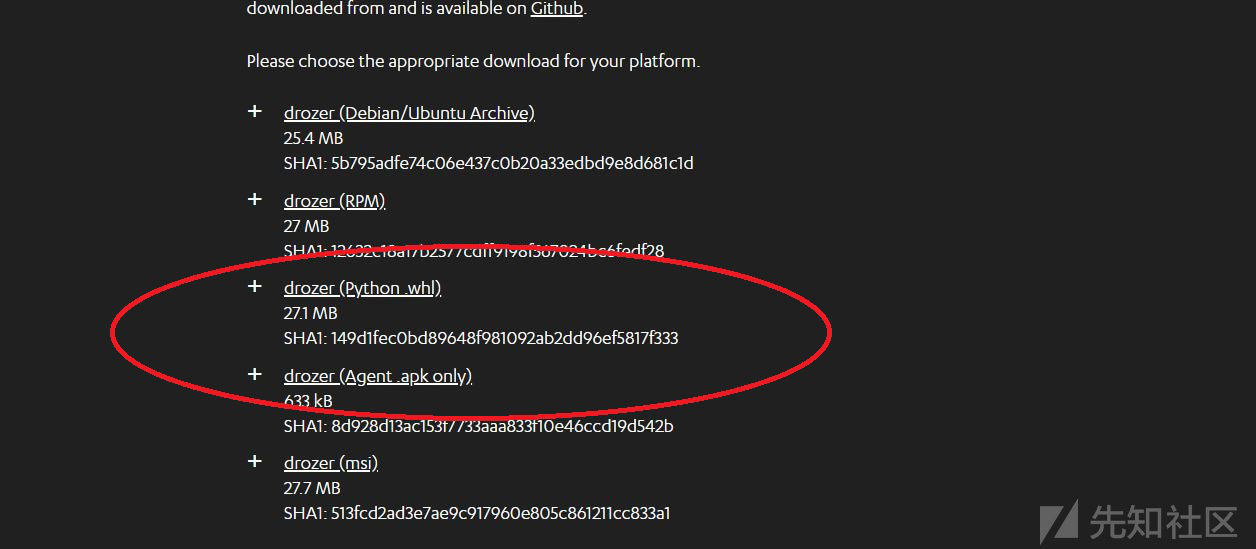 downloaded from and is available on Github.
Please choose the appropriate download for your platform.
+ drozer (Debian/Ubuntu Archive)
25.4 MB
SHA1: 5b795adfe74c06e437c0b20a33edbd9e8d681c1d
+ drozer (RPM)
27 MB
SHA1:
+ drozer (Python .whl)
27.1 MB
SHA1: 149d1fec0bd89648f981092ab2dd96ef5817f333
+ drozer (Agent .apk only)
633 kB
SHA1: 8d928d13ac153f7733aaa833f10e46ccd19d542b
+ drozer (msi)
27.7 MB
SHA1: 513fcd2ad3e7ae9c917960e805c861211cc833a1
先知社区